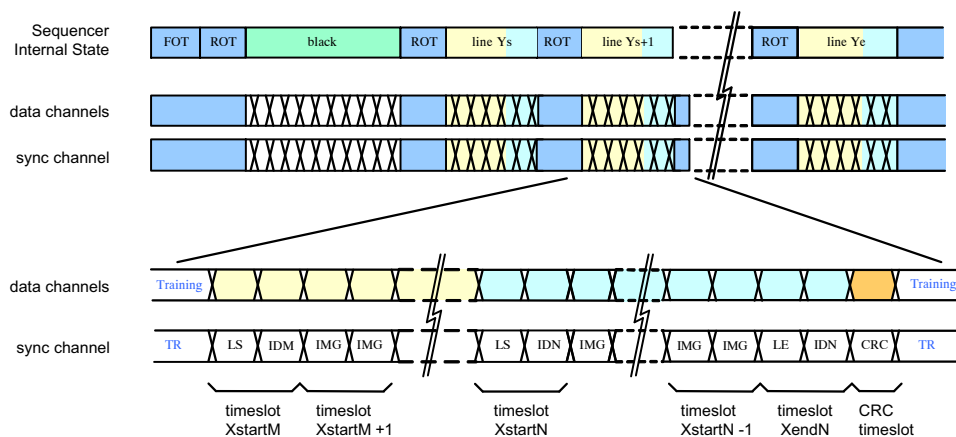 Sequencer
Internal State
FOT ROT black ROT line Ys ROT line Ys+1 ROT line Ye
data channels
sync channel
data channels
Training Training
sync channel
TR LS IDM IMG IMG LS IDN IMG IMG IMG LE IDN CRC TR
timeslot timeslot timeslot timeslot timeslot CRC
XstartM XstartM +1 XstartN XstartN -1 XendN timeslot